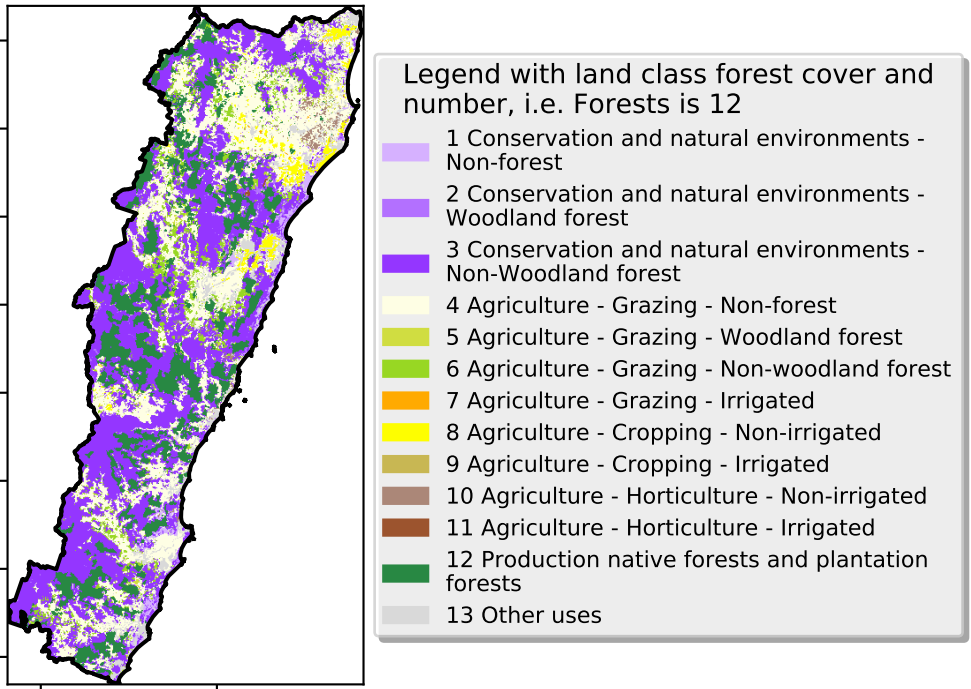 Legend with land class forest cover and
number, i.e. Forests is 12
1 Conservation and natural environments -
Non-forest
2 Conservation and natural environments -
Woodland forest
3 Conservation and natural environments -
Non-Woodland forest
4 Agriculture - Grazing - Non-forest
5 Agriculture - Grazing - Woodland forest
6 Agriculture - Grazing - Non-woodland forest
7 Agriculture - Grazing - Irrigated
8 Agriculture - Cropping - Non-irrigated
9 Agriculture - Cropping - Irrigated
10 Agriculture - Horticulture - Non-irrigated
11 Agriculture - Horticulture - Irrigated
12 Production native forests and plantation
forests
13 Other uses